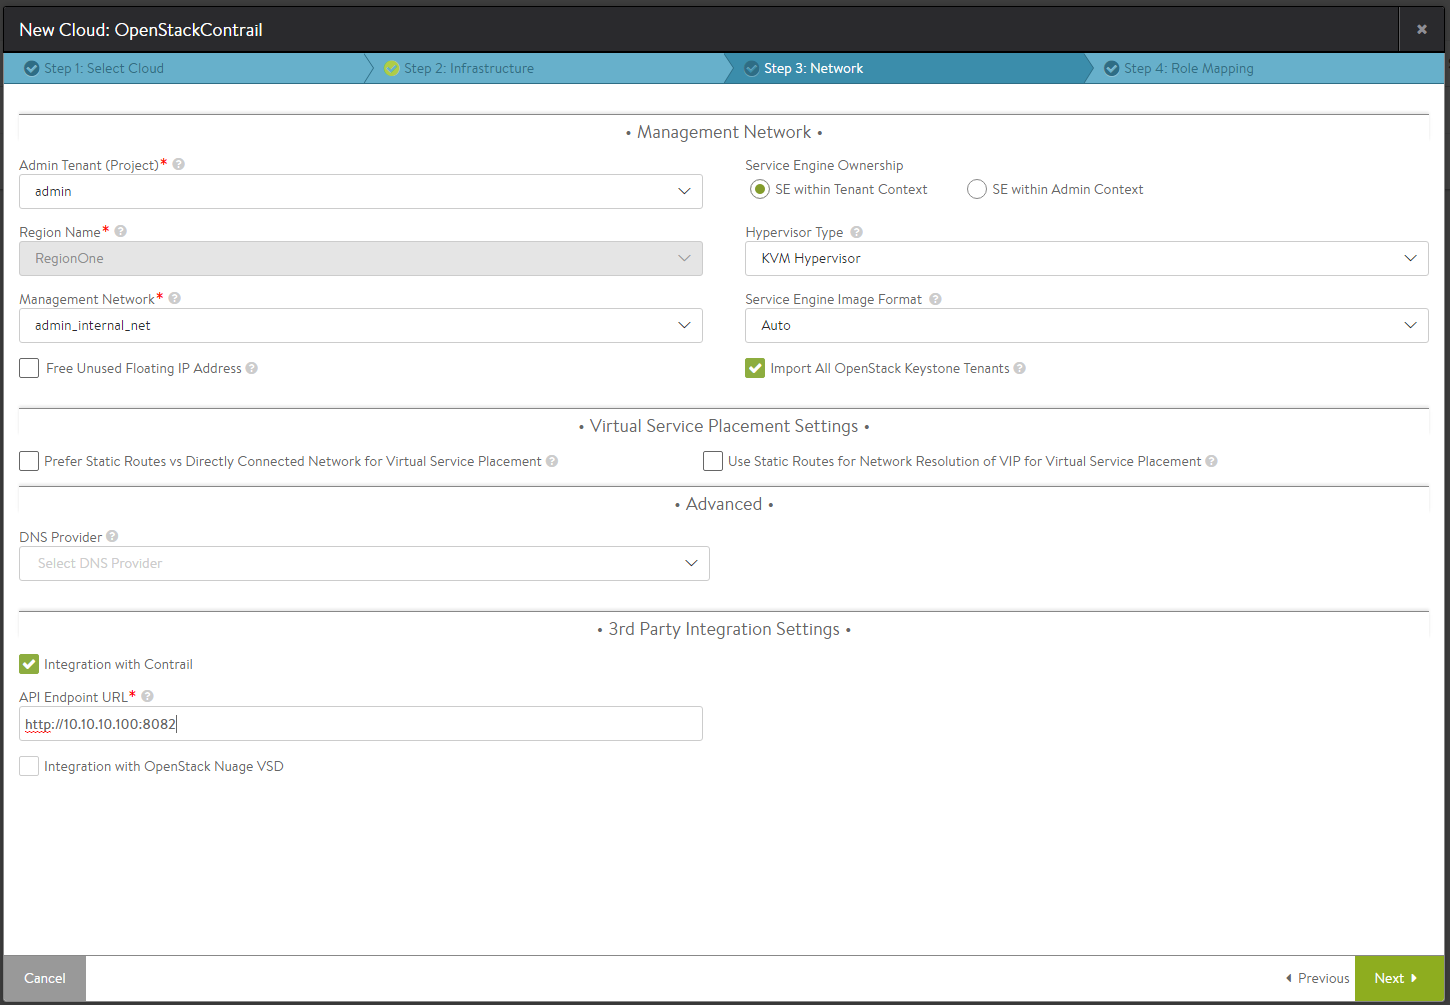 New Cloud: OpenStackContrail
Step 1: Select Cloud
Step 2: Infrastructure
Step 3: Network
Step 4: Role Mapping
• Management Network •
Admin Tenant (Project)*
admin
Service Engine Ownership
SE within Tenant Context
SE within Admin Context
Region Name*
RegionOne
Hypervisor Type
KVM Hypervisor
Management Network*
admin_internal_net
Service Engine Image Format
Auto
Free Unused Floating IP Address
Import All OpenStack Keystone Tenants
• Virtual Service Placement Settings •
Prefer Static Routes vs Directly Connected Network for Virtual Service Placement
Use Static Routes for Network Resolution of VIP for Virtual Service Placement
• Advanced •
DNS Provider
Select DNS Provider
• 3rd Party Integration Settings •
Integration with Contrail
API Endpoint URL*
http://10.10.10.100:8082
Integration with OpenStack Nuage VSD
Cancel
Previous
Next